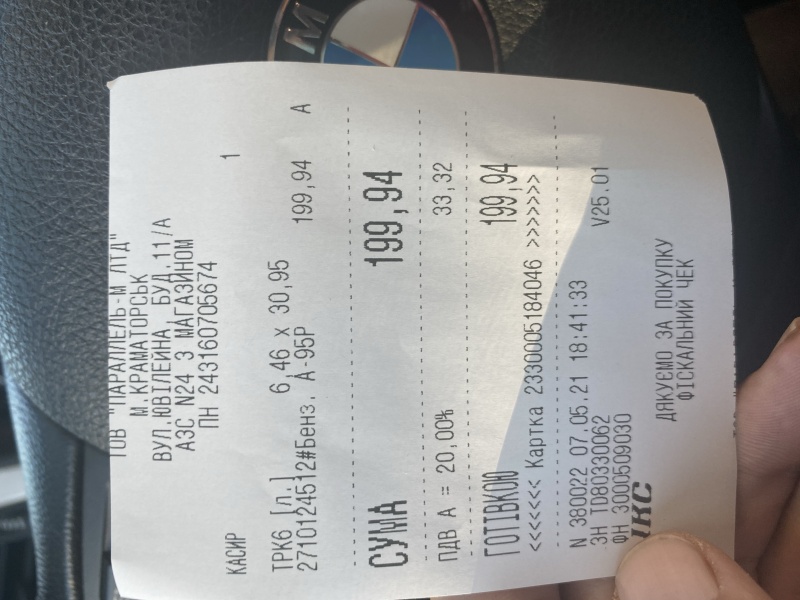 ТОВ "ПАРАЛЛЕЛЬ-М ЛТД"
М.КРАМАТОРСЬК
ВУЛ.ЮВІЛЕЙНА, БУД.11/А
АЗС N24 З МАГАЗИНОМ
ПН 243160705674
КАСИР 1
ТРК6 [л.] 6,46 x 30,95
2710124512#Бенз. А-95Р 199,94 А
СУМА 199,94
ПДВ А = 20,00% 33,32
ГОТІВКОЮ 199,94
<<<<<<< Картка 2330005184046 >>>>>>>
N 380022 07.05.21 18:41:33
ЗН ТD80330062 V25.01
ФН 3000509030
ІКС
ДЯКУЄМО ЗА ПОКУПКУ
ФІСКАЛЬНИЙ ЧЕК
M